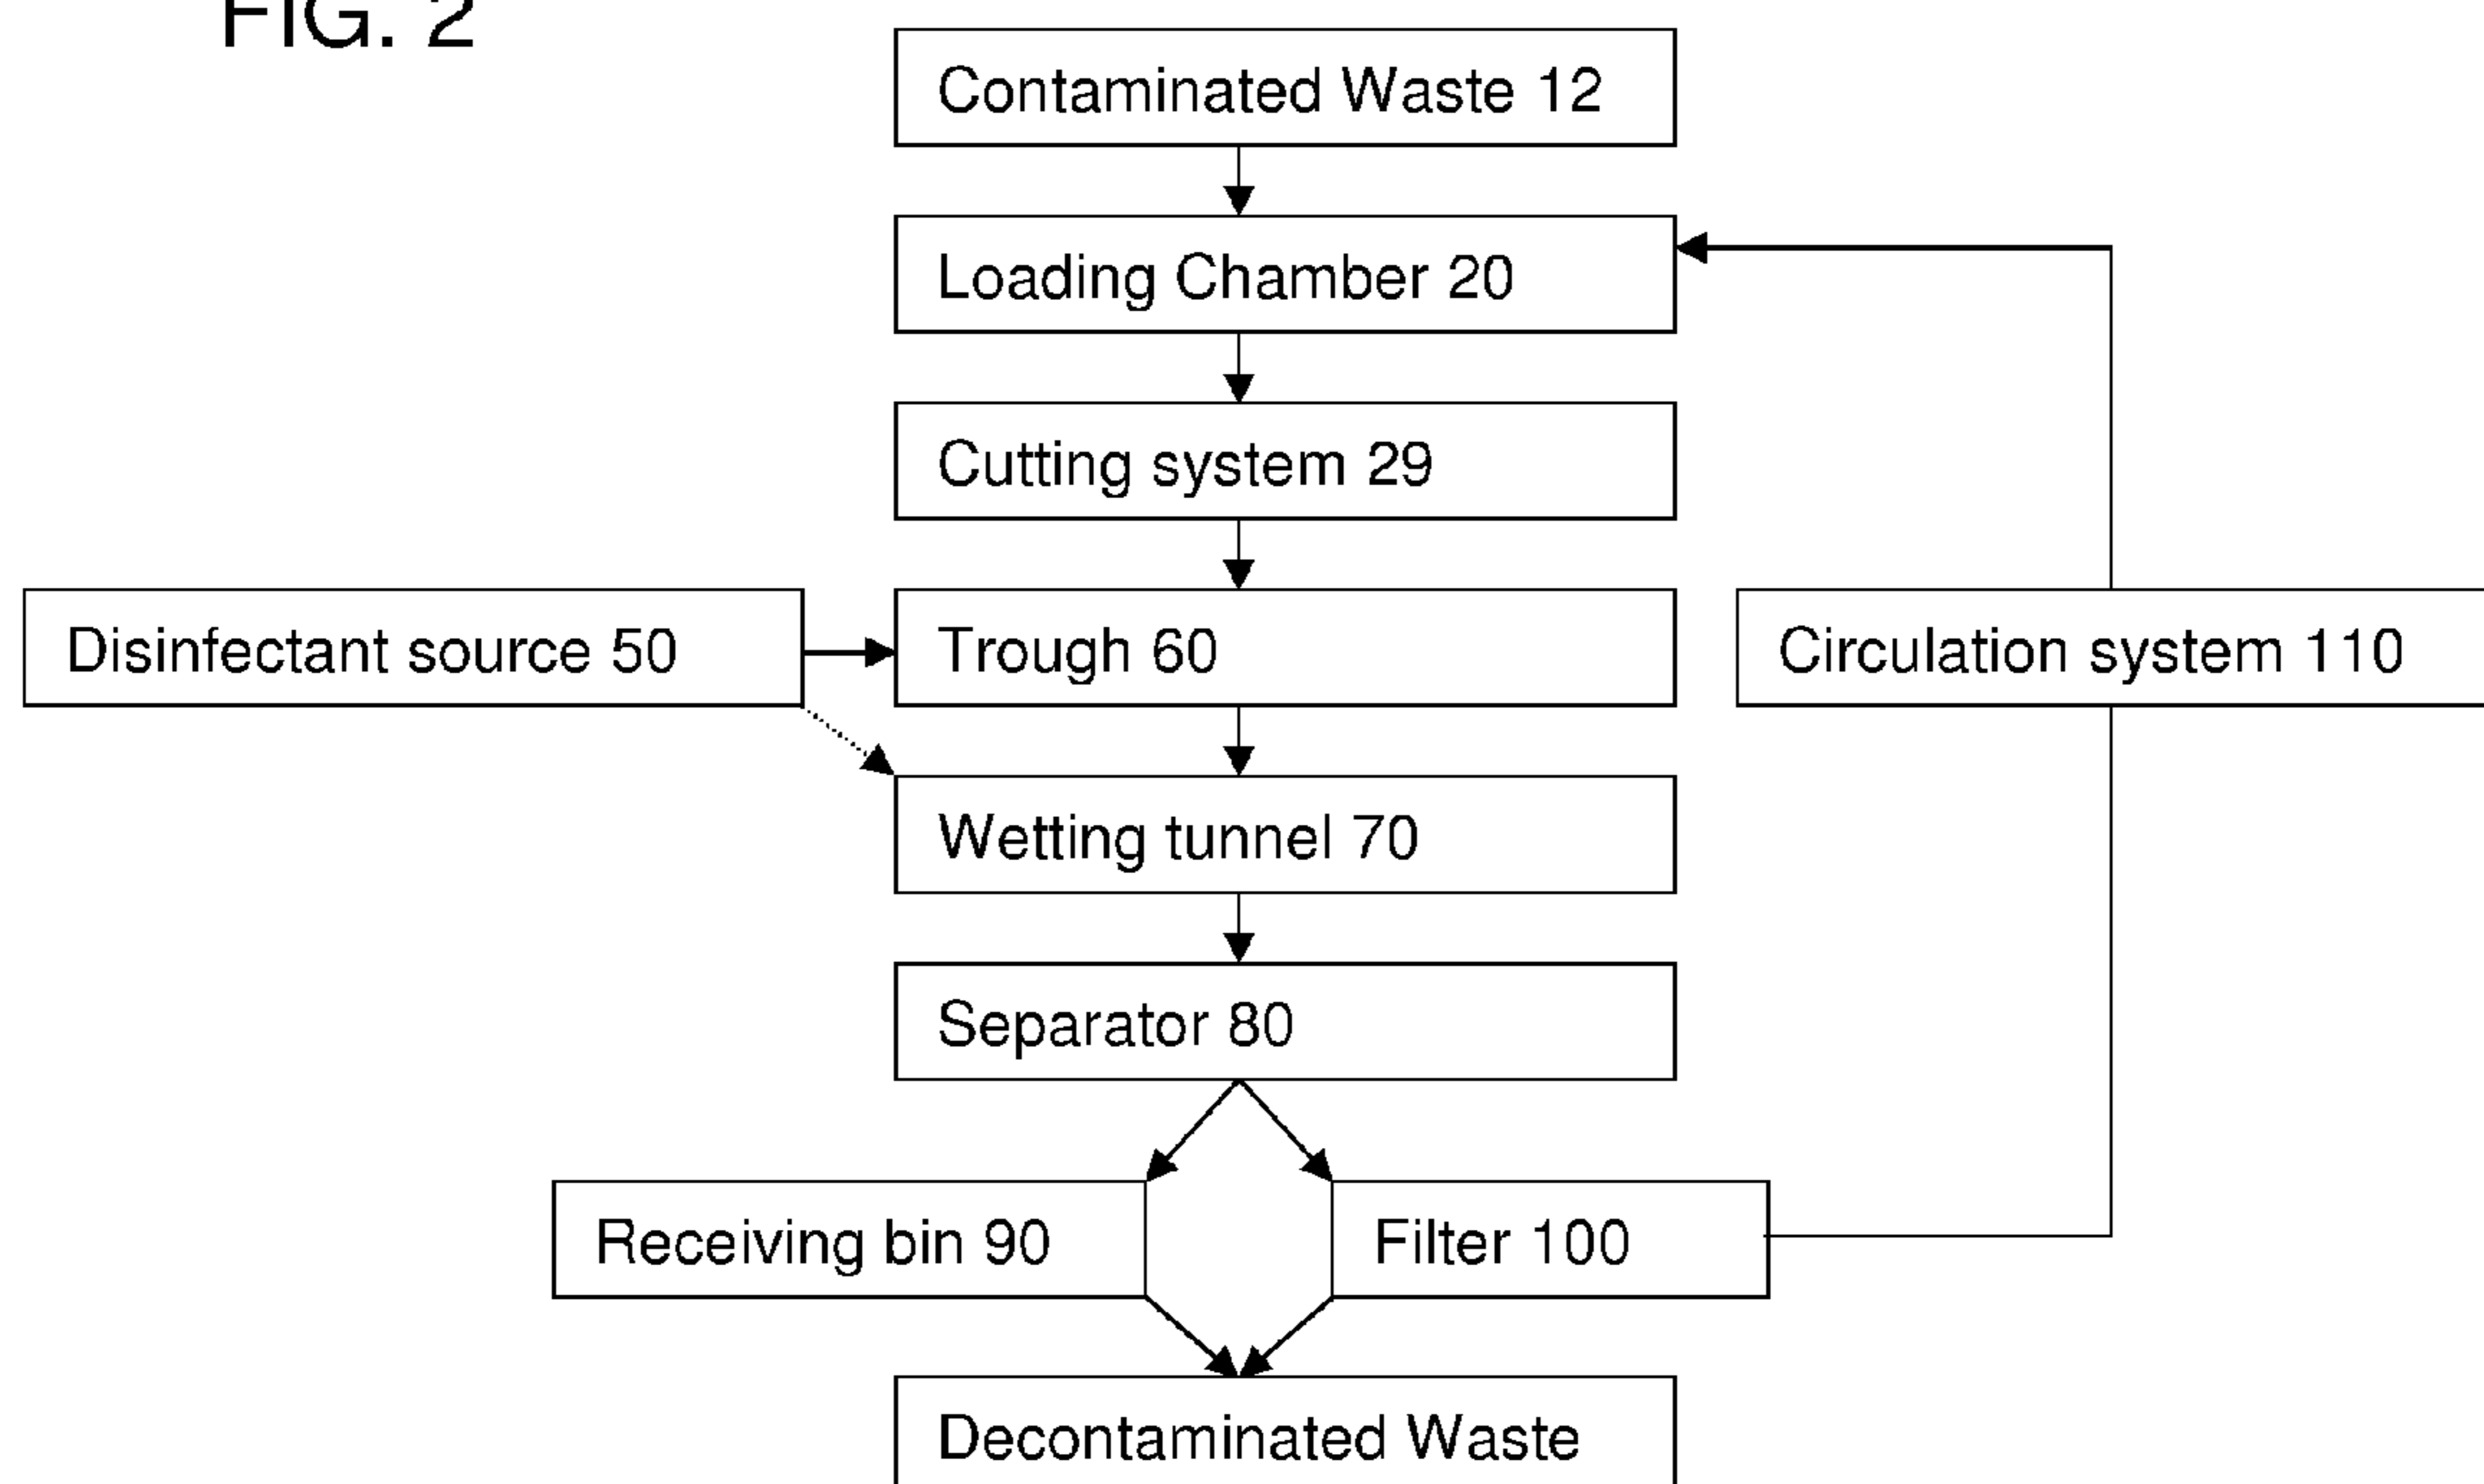 FIG. 2
Contaminated Waste 12
Loading Chamber 20
Cutting system 29
Disinfectant source 50
Trough 60
Circulation system 110
Wetting tunnel 70
Separator 80
Receiving bin 90
Filter 100
Decontaminated Waste